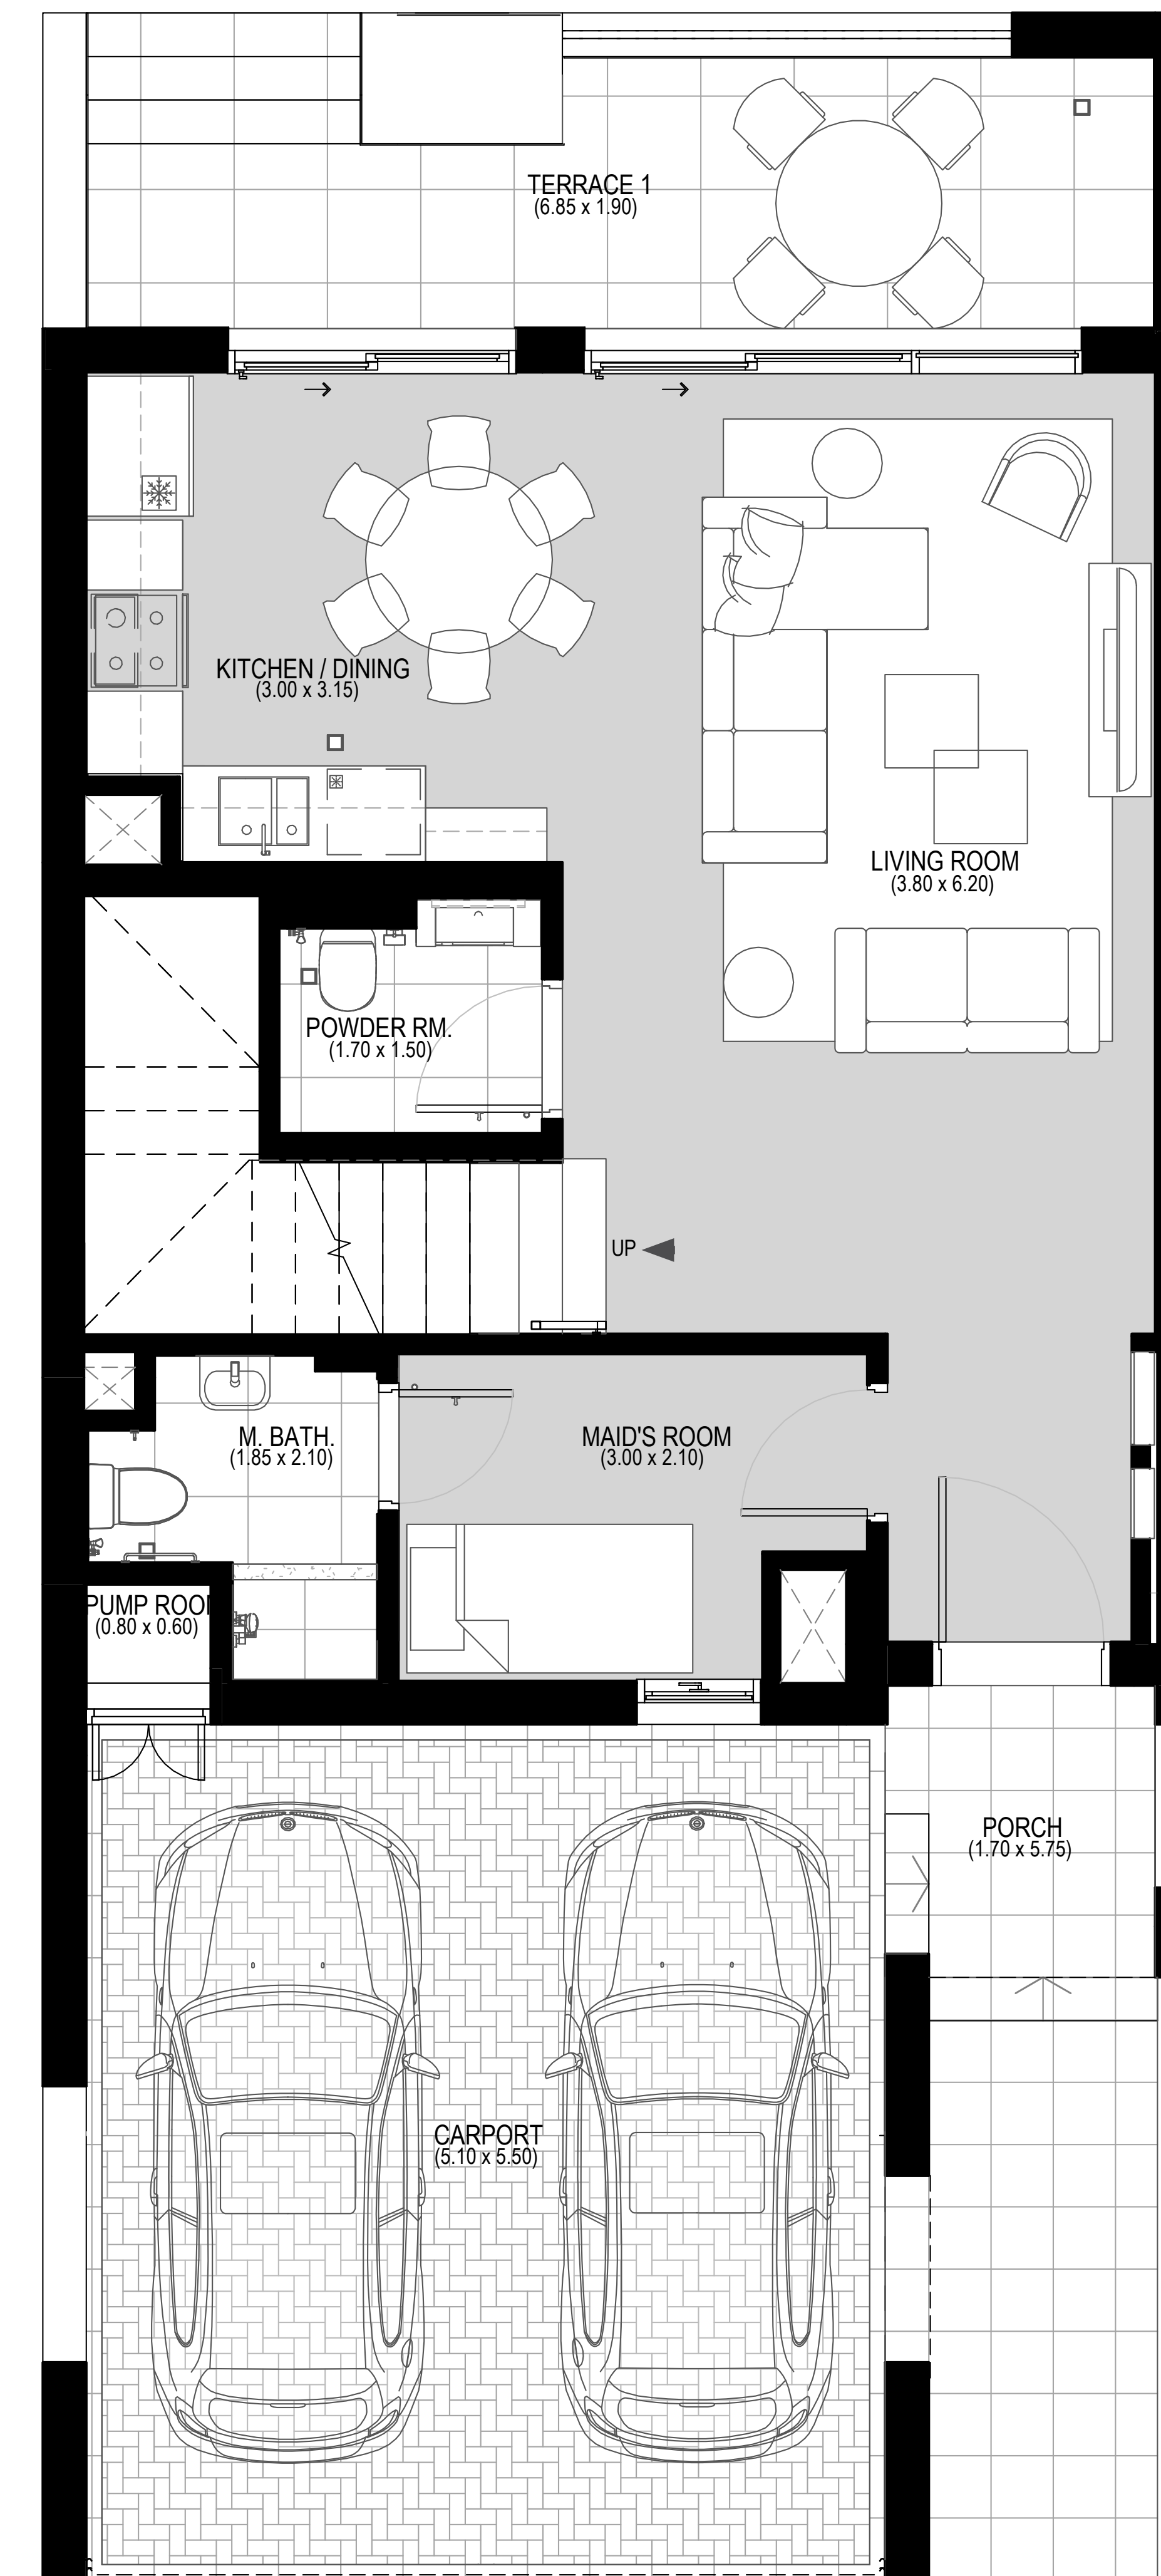 TERRACE 1
(6.85 x 1.90)
KITCHEN / DINING
(3.00 x 3.15)
LIVING ROOM
(3.80 x 6.20)
POWDER RM.
(1.70 x 1.50)
UP
M. BATH.
(1.85 x 2.10)
MAID'S ROOM
(3.00 x 2.10)
PUMP ROO
(0.80 x 0.60)
PORCH
(1.70 x 5.75)
CARPORT
(5.10 x 5.50)